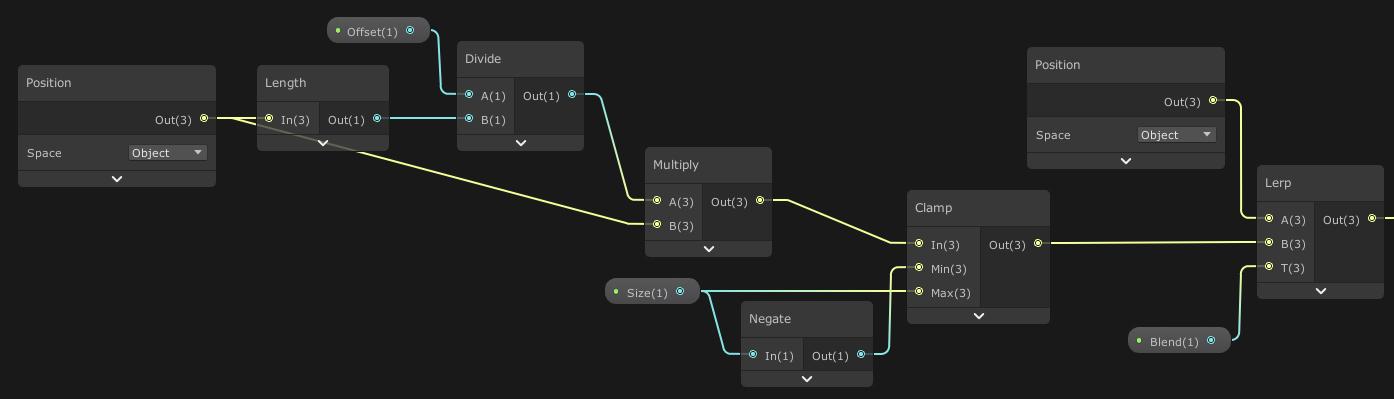 Offset(1)
Position
Out(3)
Space
Object
Length
In(3)
Out(1)
Divide
A(1)
Out(1)
B(1)
Multiply
A(3)
Out(3)
B(3)
Size(1)
Negate
In(1)
Out(1)
Clamp
In(3)
Out(3)
Min(3)
Max(3)
Position
Out(3)
Space
Object
Blend(1)
Lerp
A(3)
Out(3)
B(3)
T(3)